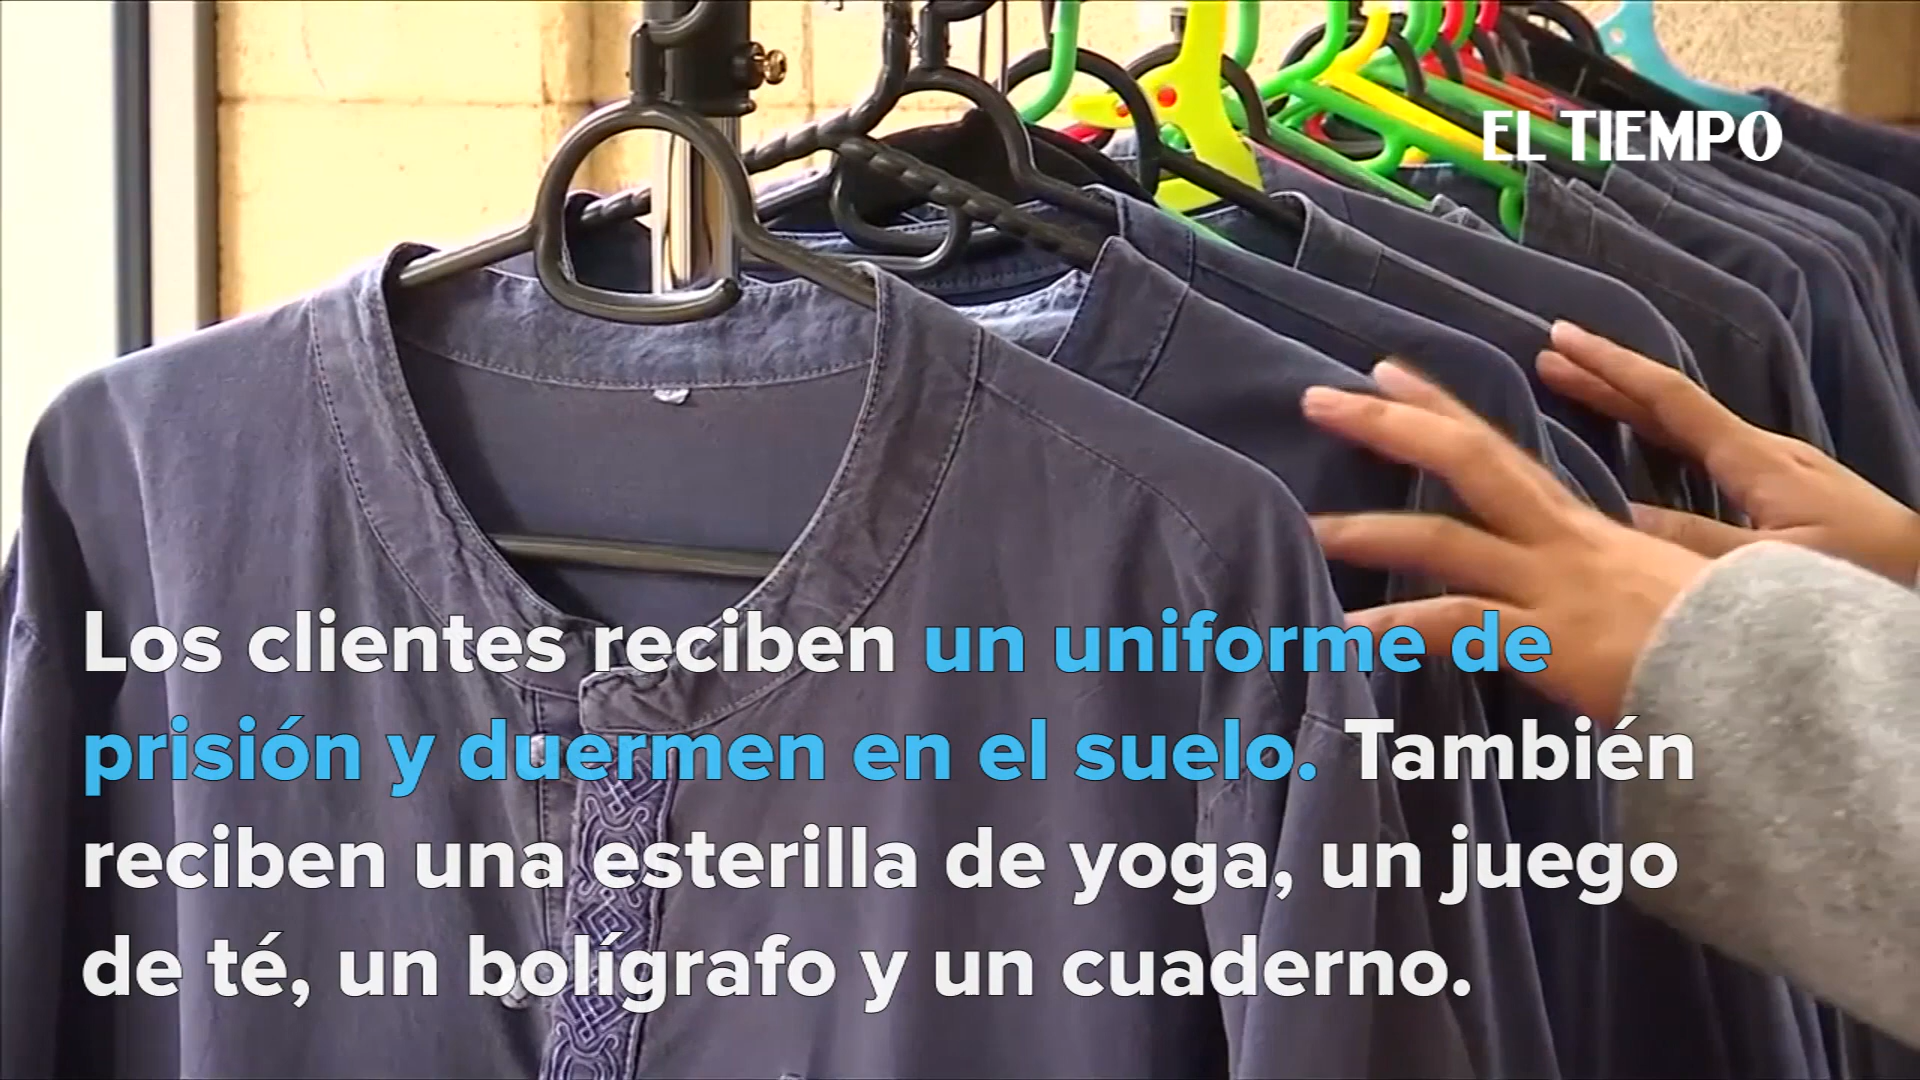 EL TIEMPO
Los clientes reciben un uniforme de
prisión y duermen en el suelo. También
reciben una esterilla de yoga, un juego
de té, un bolígrafo y un cuaderno.